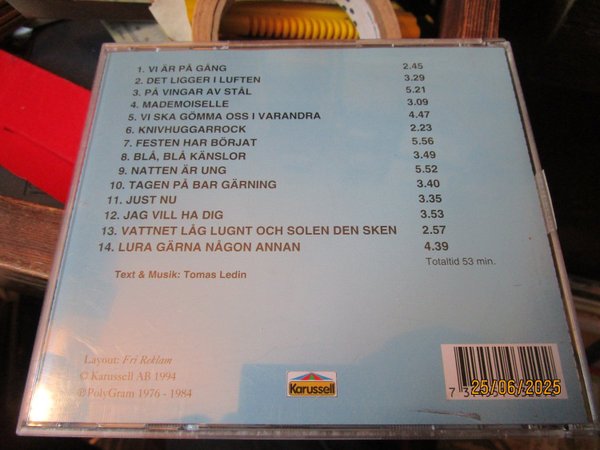 1. VI ÄR PÅ GÅNG 2.45
2. DET LIGGER I LUFTEN 3.29
3. PÅ VINGAR AV STÅL 5.21
4. MADEMOISELLE 3.09
5. VI SKA GÖMMA OSS I VARANDRA 4.47
6. KNIVHUGGARROCK 2.23
7. FESTEN HAR BÖRJAT 5.56
8. BLÅ, BLÅ KÄNSLOR 3.49
9. NATTEN ÄR UNG 5.52
10. TAGEN PÅ BAR GÄRNING 3.40
11. JUST NU 3.35
12. JAG VILL HA DIG 3.53
13. VATTNET LÅG LUGNT OCH SOLEN DEN SKEN 2.57
14. LURA GÄRNA NÅGON ANNAN 4.39
Totaltid 53 min.
Text & Musik: Tomas Ledin
Layout: Fri Reklam
© Karussell AB 1994
℗PolyGram 1976 - 1984
Karussell
7
25/06/2025